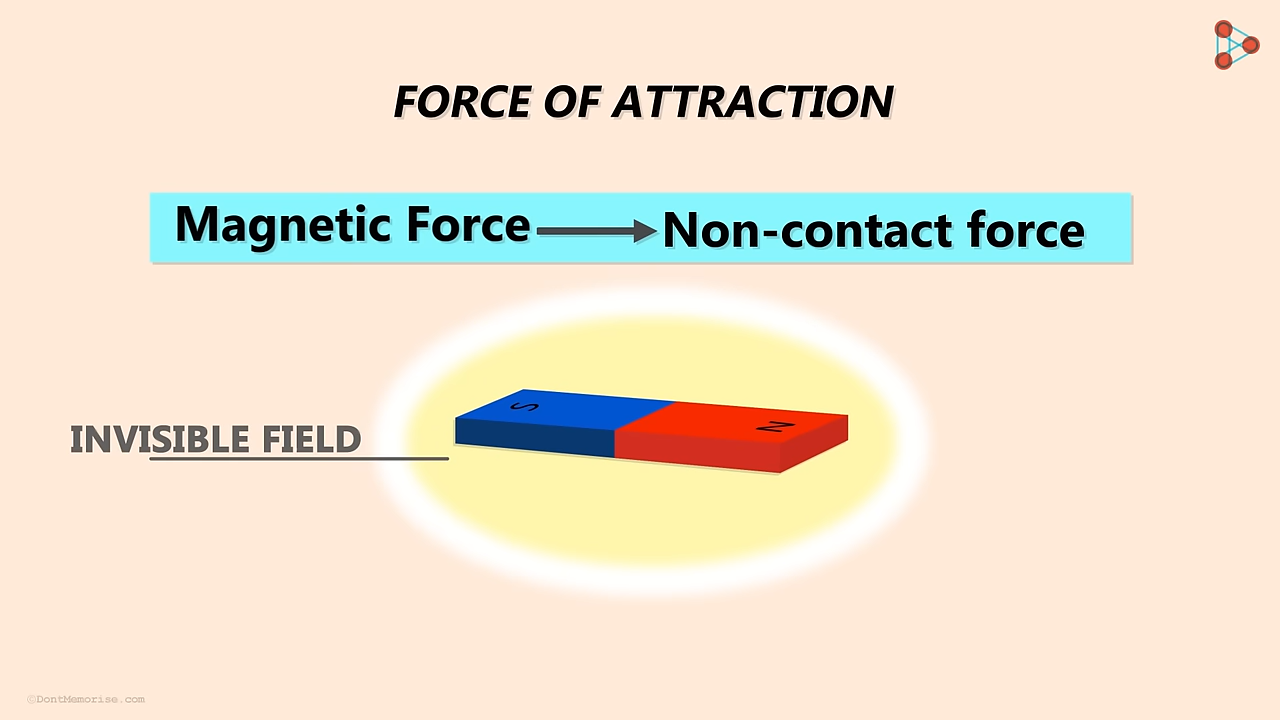 FORCE OF ATTRACTION
Magnetic Force Non-contact force
S
N
INVISIBLE FIELD
©DontMemorise.com